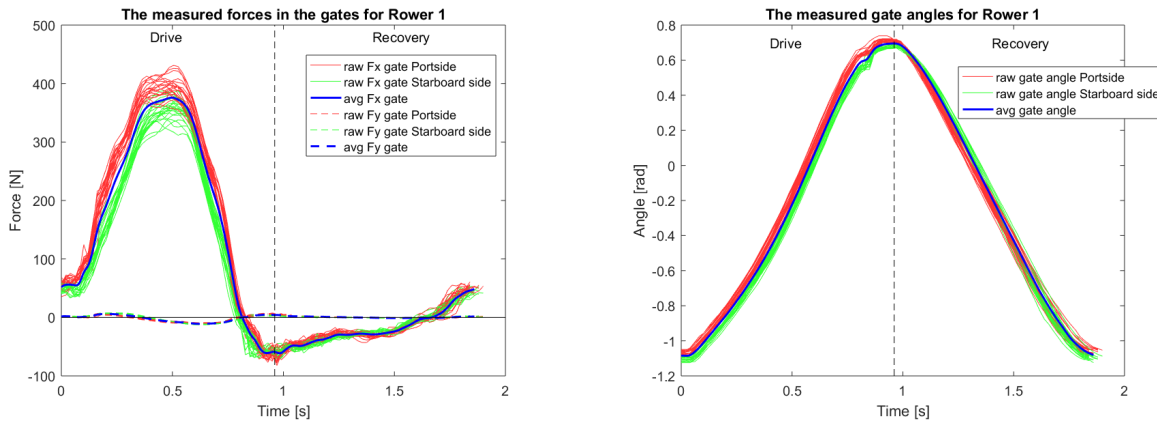 The measured forces in the gates for Rower 1
500
400
300
200
100
0
-100
Force [N]
Drive
Recovery
raw Fx gate Portside
raw Fx gate Starboard side
avg Fx gate
raw Fy gate Portside
raw Fy gate Starboard side
avg Fy gate
0 0.5 1 1.5 2
Time [s]
The measured gate angles for Rower 1
0.8
0.6
0.4
0.2
0
-0.2
-0.4
-0.6
-0.8
-1
-1.2
Angle [rad]
Drive
Recovery
raw gate angle Portside
raw gate angle Starboard side
avg gate angle
0 0.5 1 1.5 2
Time [s]